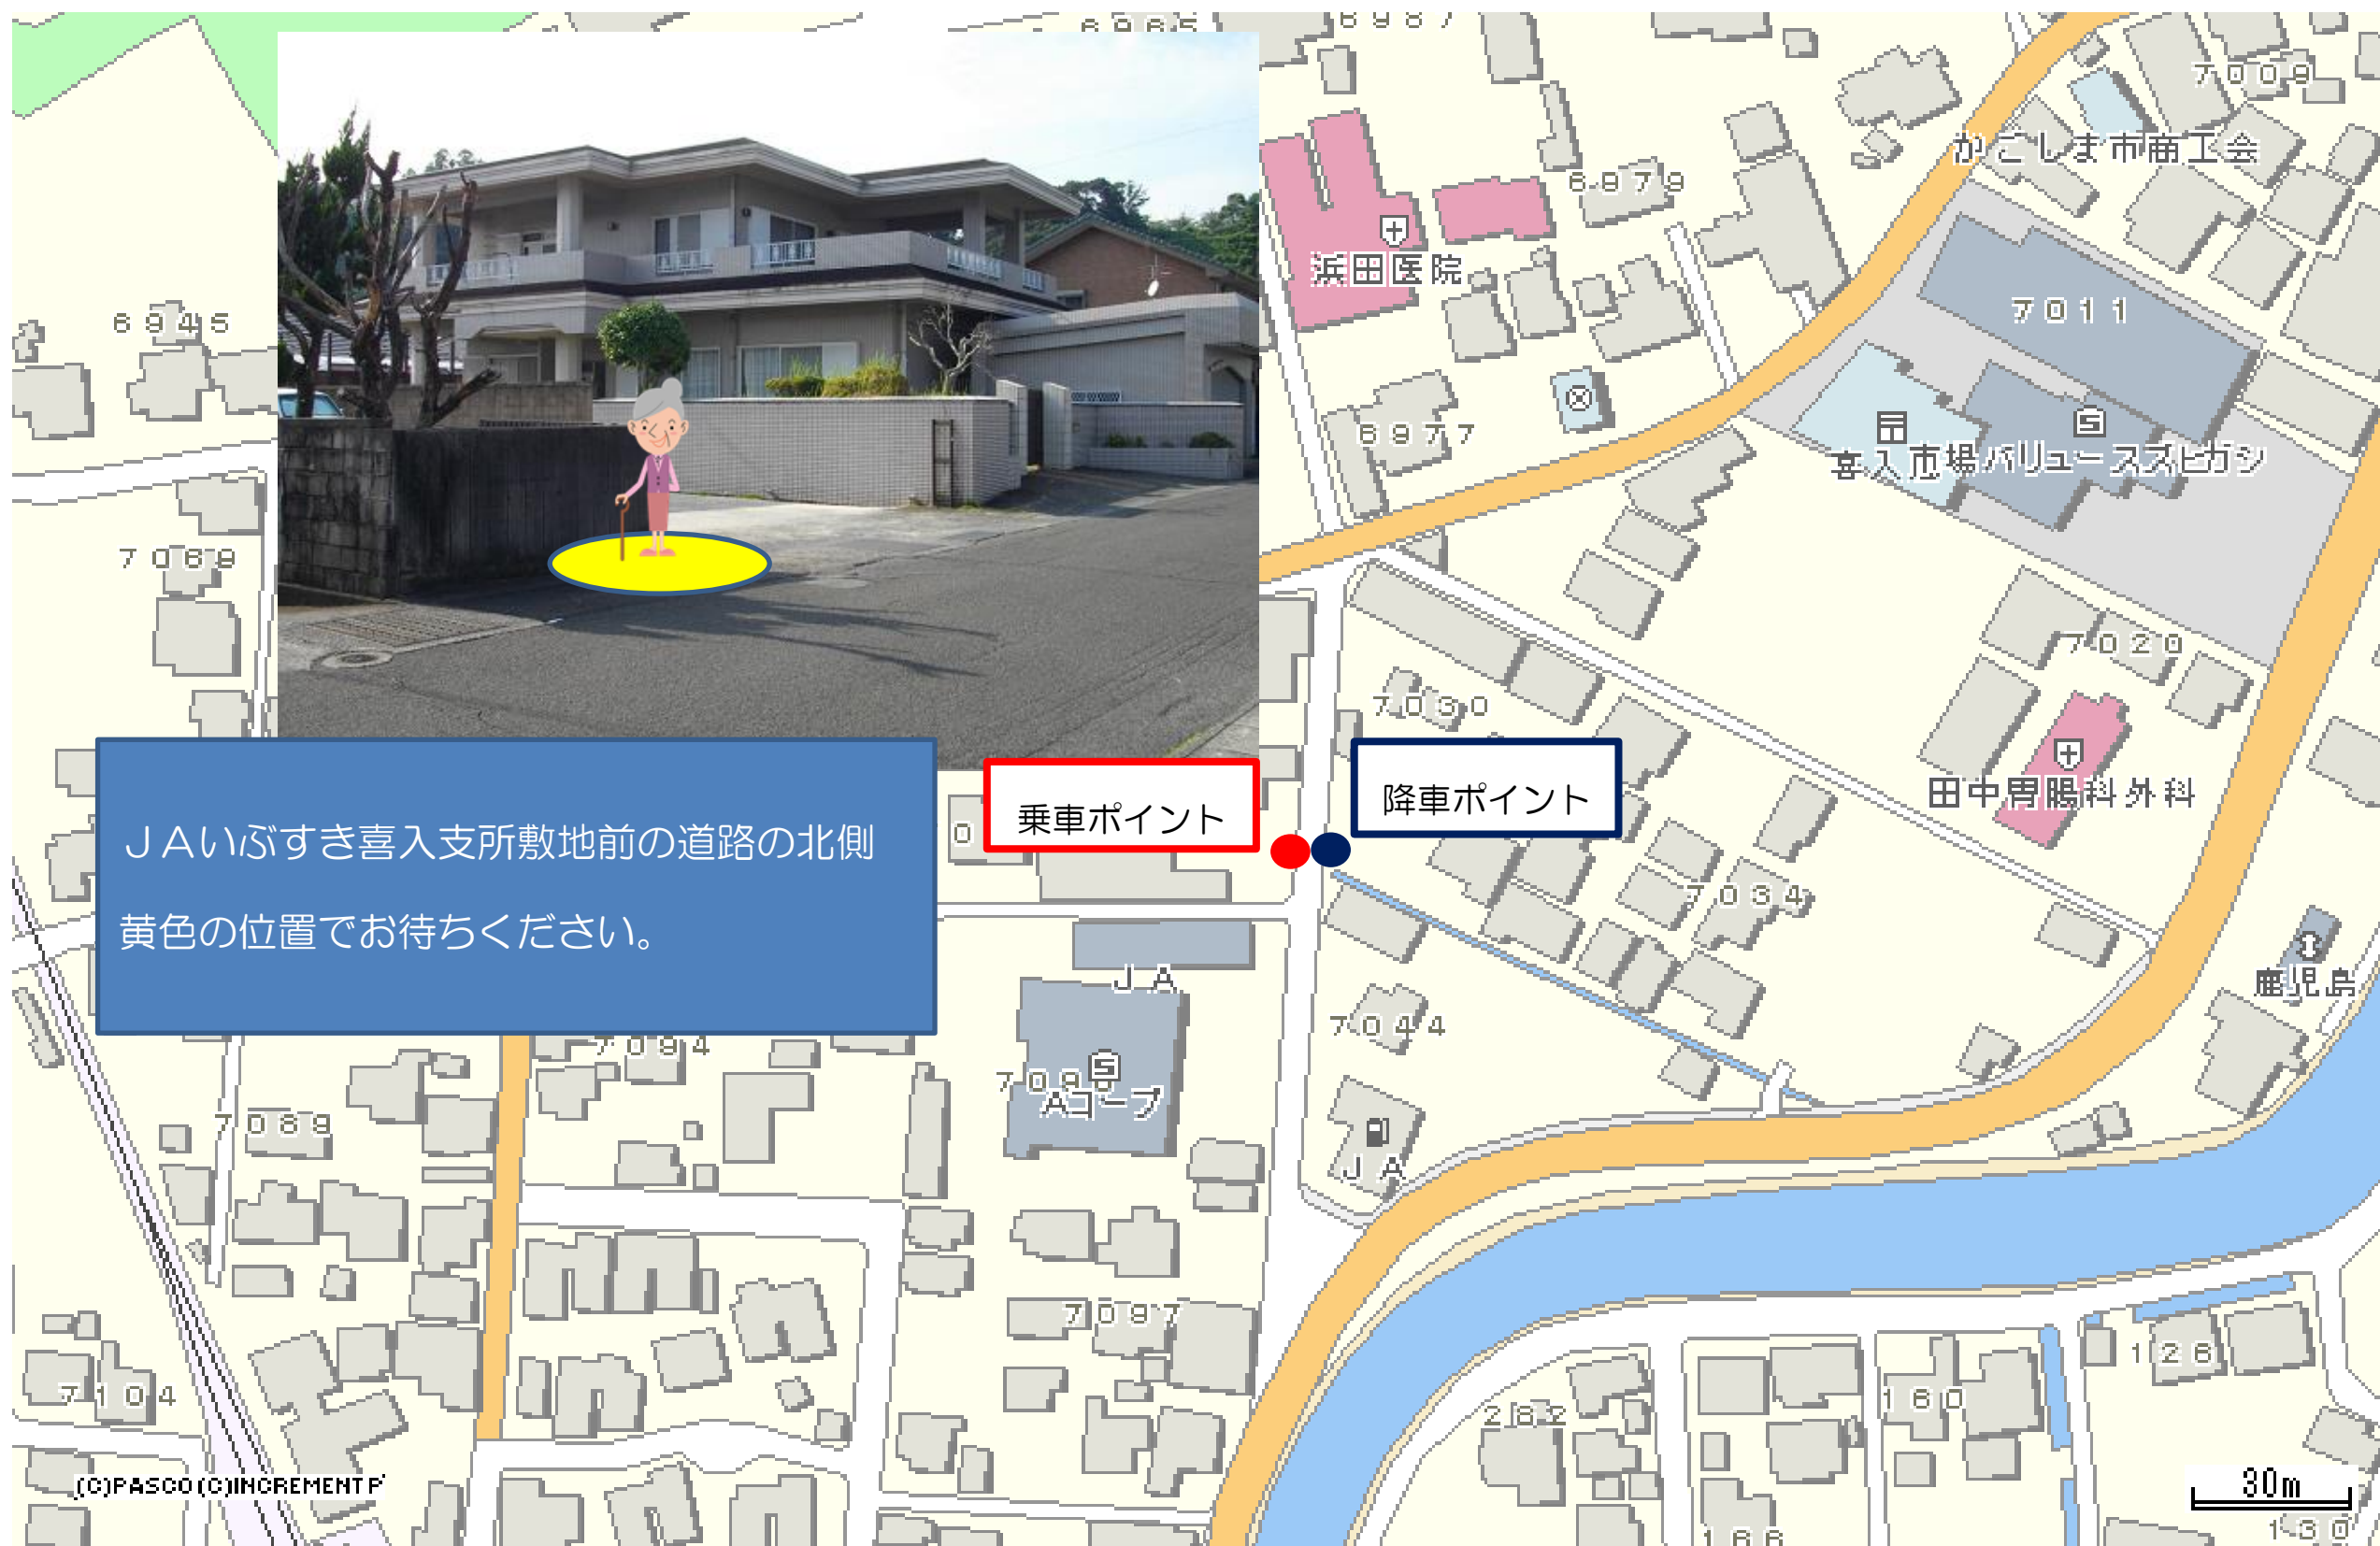 6965
6987
7009
かごしま市商工会
6979
浜田医院
7011
6945
6977
喜入市場バリュースズヒガシ
7069
7020
7030
田中胃腸科外科
乗車ポイント
降車ポイント
JAいぶすき喜入支所敷地前の道路の北側
黄色の位置でお待ちください。
0
7034
JA
鹿児島
7044
7094
Aコープ
7089
JA
7097
126
7104
160
282
(C)PASCO(C)INCREMENT P
30m
166
130